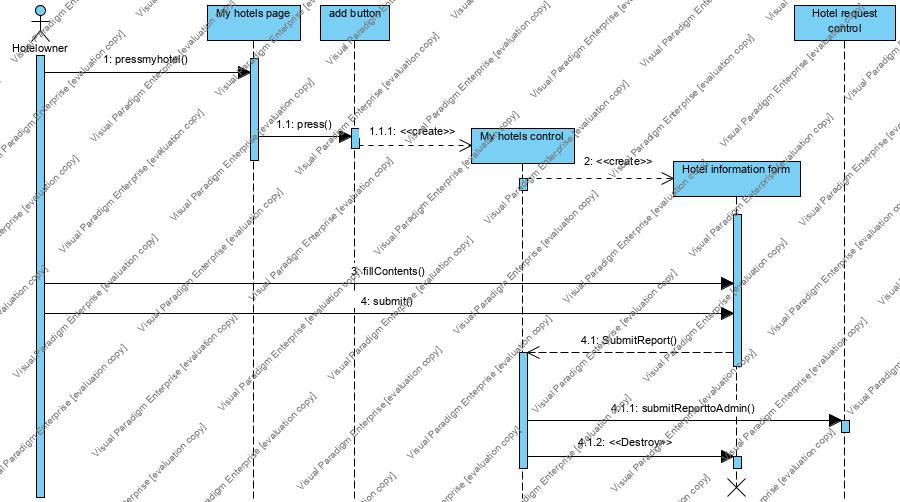 My hotels page
add button
Hotel request
control
Hotelowner
1: pressmyhotel()
1.1: press()
1.1.1: <<create>>
My hotels control
2: <<create>>
Hotel information form
3: fillContents()
4: submit()
4.1: SubmitReport()
4.1.1: submitReporttoAdmin()
4.1.2: <<Destroy>>
Visual Paradigm Enterprise [evaluation copy]